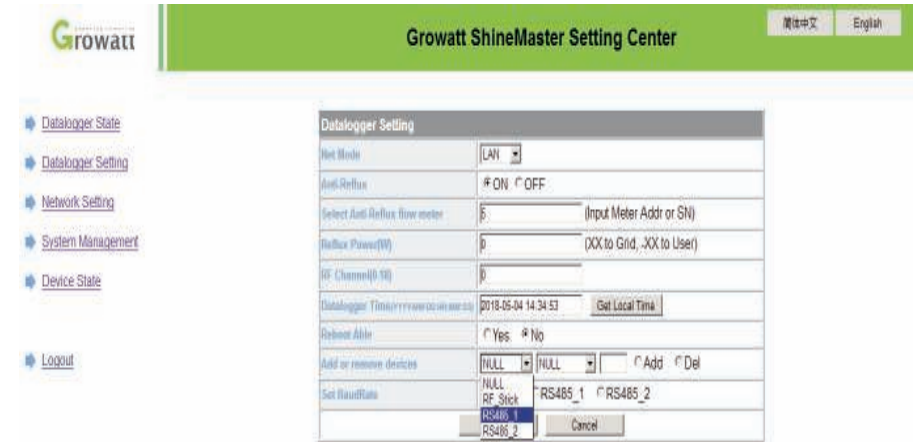 Growatt
Growatt ShineMaster Setting Center
简体中文
English
Datalogger State
Datalogger Setting
Network Setting
System Management
Device State
Logout
Datalogger Setting
Net Mode LAN
Anti-Reflux ON OFF
Select Anti-Reflux flow meter (Input Meter Addr or SN)
Reflux Power(W) 0 (XX to Grid, -XX to User)
RF Channel(0-18) 0
Datalogger Time 2018-05-04 14:34:53 Get Local Time
Reboot Able Yes No
Add or remove devices NULL NULL Add Del
NULL
RF_Stick
Set BaudRate RS485_1 RS485_2
RS485_1
RS485_2
Cancel